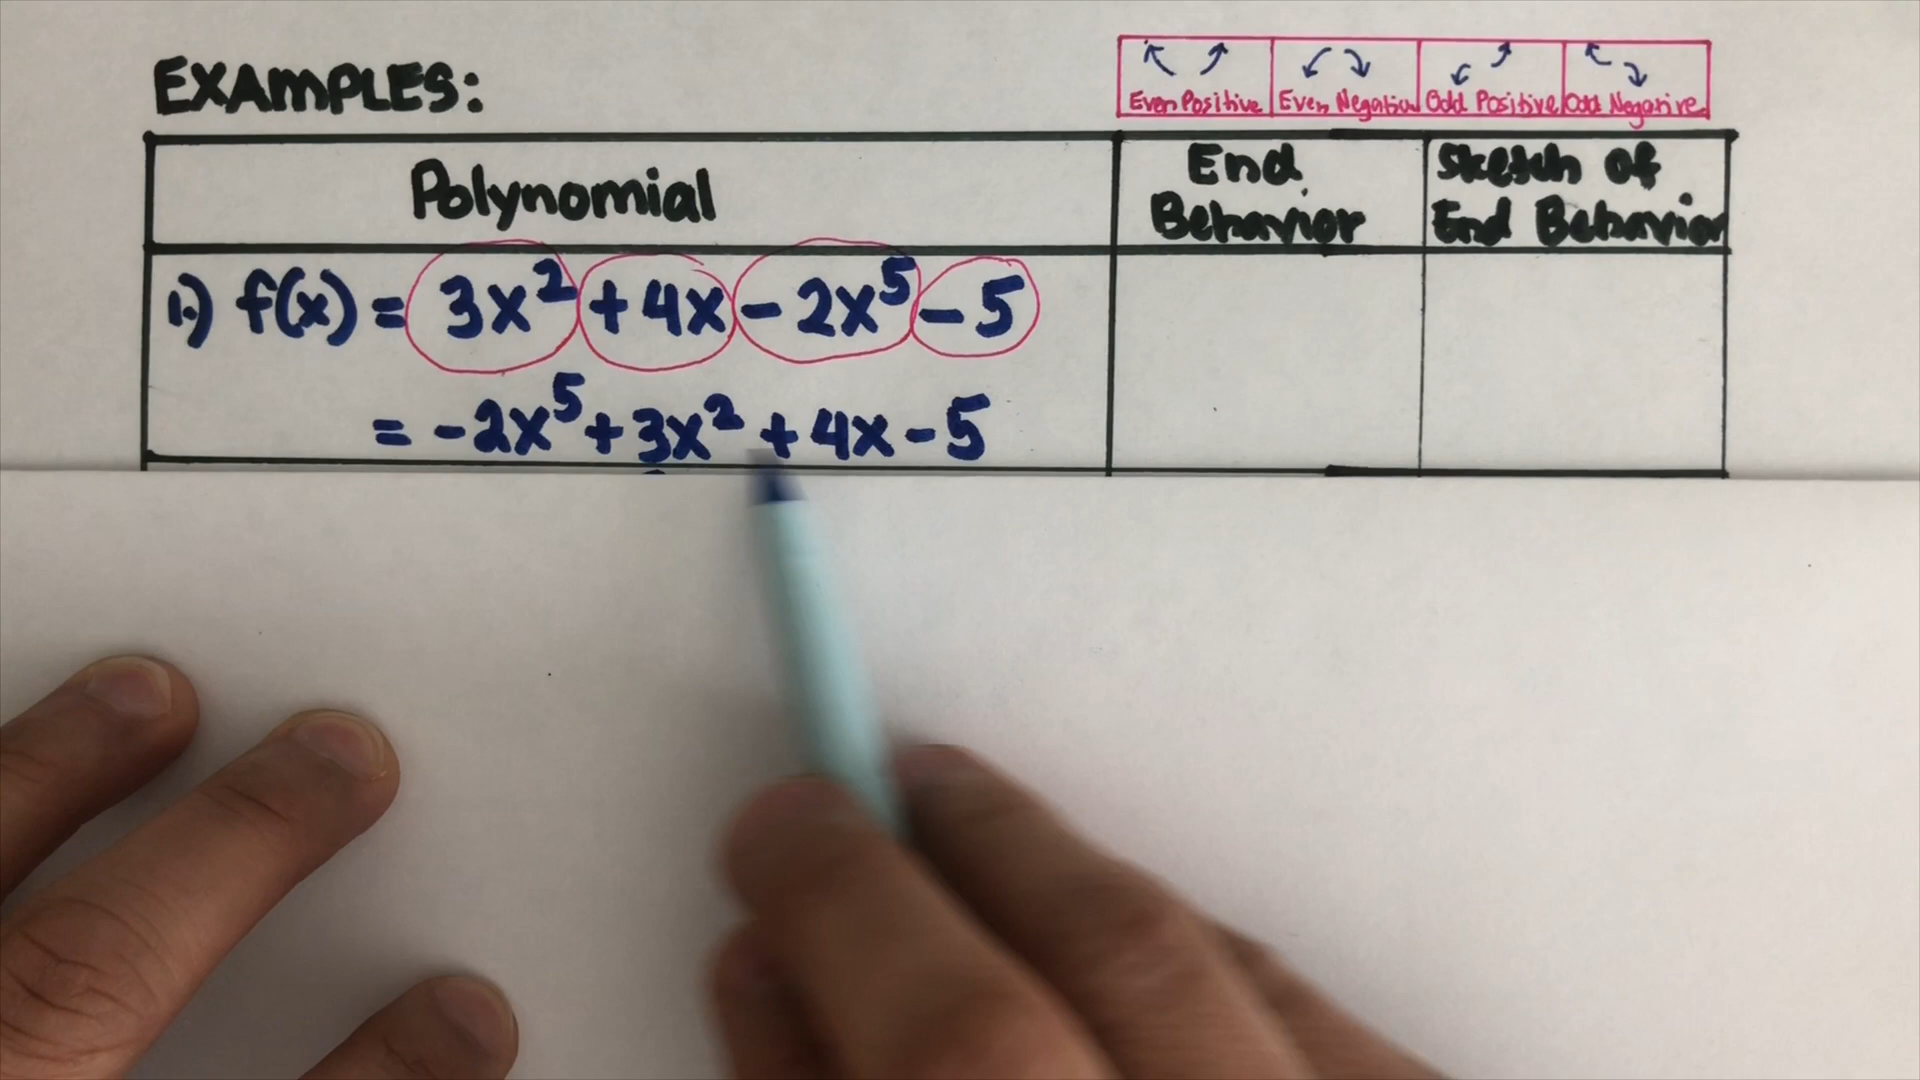 EXAMPLES:
Even Positive Even Negative Odd Positive Odd Negative
Polynomial
End Behavior
Sketch of End Behavior
1.) f(x) = 3x² + 4x - 2x⁵ - 5
= -2x⁵ + 3x² + 4x - 5